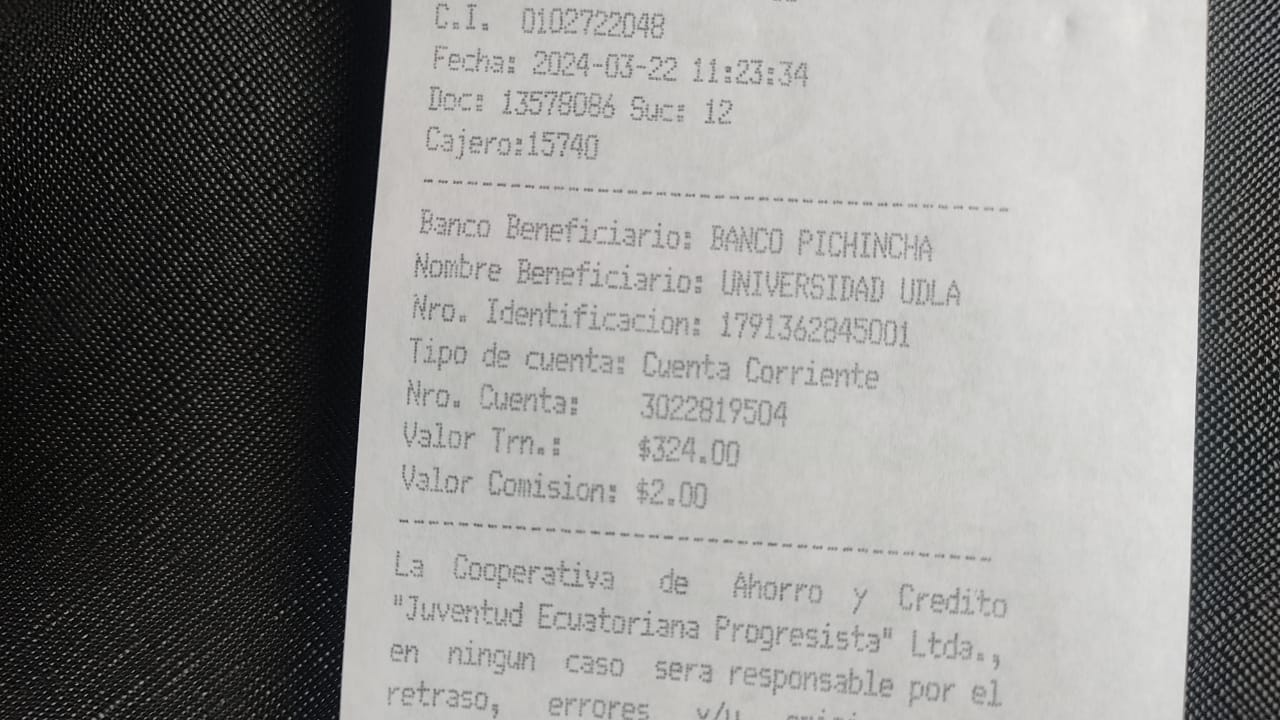 C.I. 0102722048
Fecha: 2024-03-22 11:23:34
Doc: 13578086 Suc: 12
Cajero:15740
----------------------------------------
Banco Beneficiario: BANCO PICHINCHA
Nombre Beneficiario: UNIVERSIDAD UDLA
Nro. Identificacion: 1791362845001
Tipo de cuenta: Cuenta Corriente
Nro. Cuenta: 3022819504
Valor Trn.: $324.00
Valor Comision: $2.00
----------------------------------------
La Cooperativa de Ahorro y Credito
"Juventud Ecuatoriana Progresista" Ltda.,
en ningun caso sera responsable por el
retraso, errores y/u